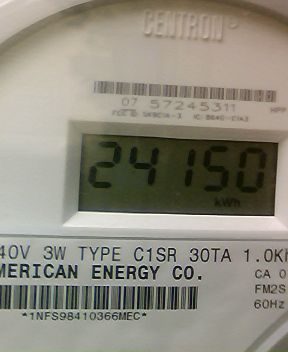 CENTRON
07 57245311
24150
kWh
40V 3W TYPE C1SR 30TA 1.0Kh
MERICAN ENERGY CO.
CA 0
FM2S
60Hz
*1NFS98410366MEC*